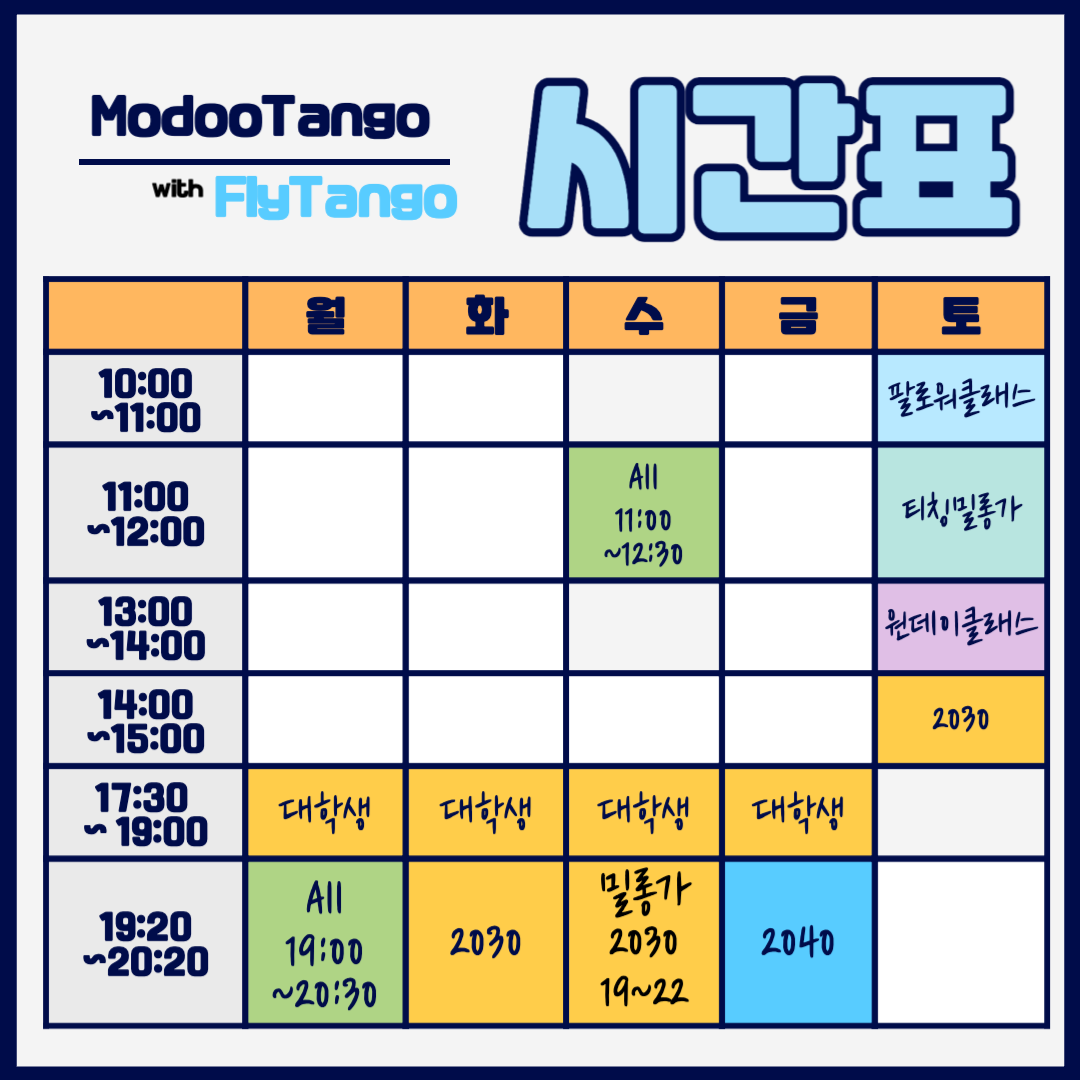 ModooTango
with FlyTango
시간표
월 화 수 금 토
10:00
~11:00
팔로워클래스
11:00
~12:00
All
11:00
~12:30
티칭밀롱가
13:00
~14:00
원데이클래스
14:00
~15:00
2030
17:30
~ 19:00
대학생 대학생 대학생 대학생
19:20
~20:20
All
19:00
~20:30
2030
밀롱가
2030
19~22
2040